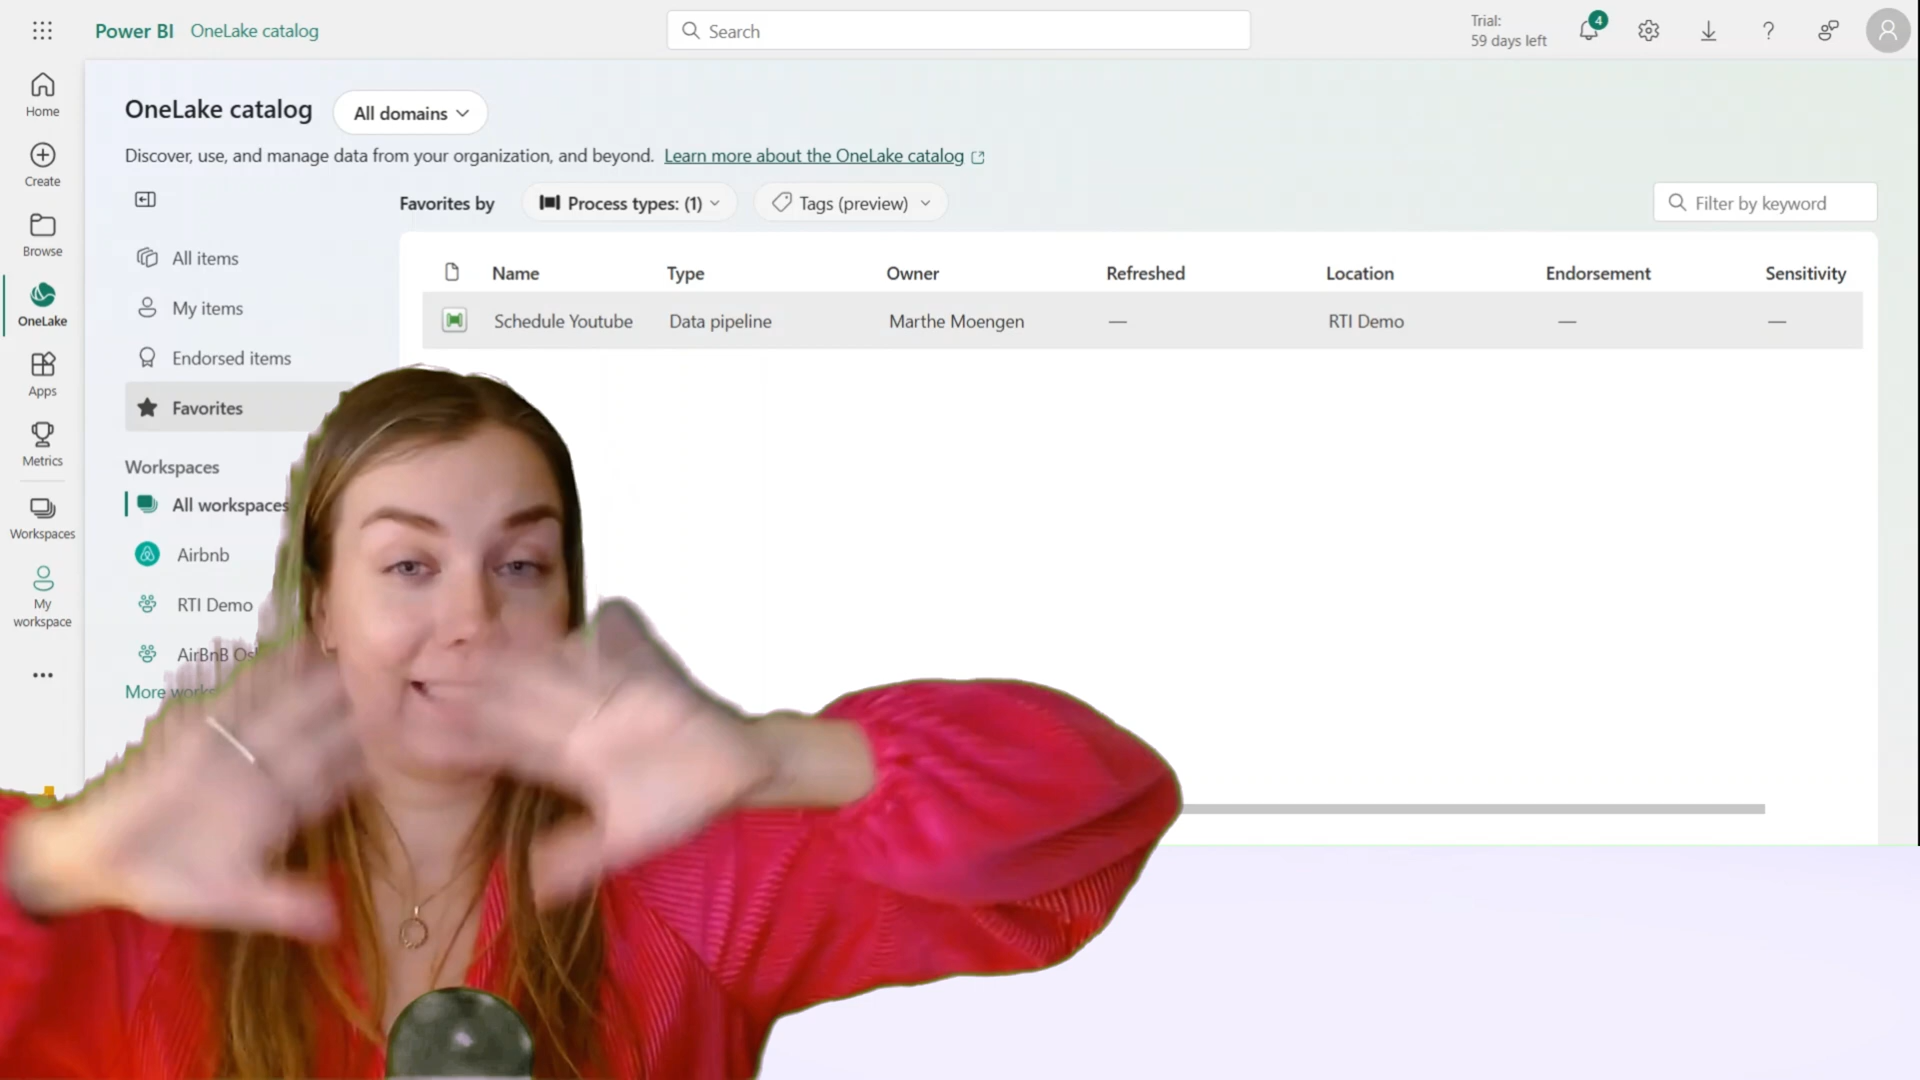 Power BI OneLake catalog
Search
Trial:
59 days left
4
Home
Create
Browse
OneLake
Apps
Metrics
Workspaces
My
workspace
OneLake catalog
All domains
Discover, use, and manage data from your organization, and beyond. Learn more about the OneLake catalog
All items
My items
Endorsed items
Favorites
Workspaces
All workspaces
Airbnb
RTI Demo
AirBnB
More
Favorites by
Process types: (1)
Tags (preview)
Filter by keyword
Name Type Owner Refreshed Location Endorsement Sensitivity
Schedule Youtube Data pipeline Marthe Moengen — RTI Demo — —